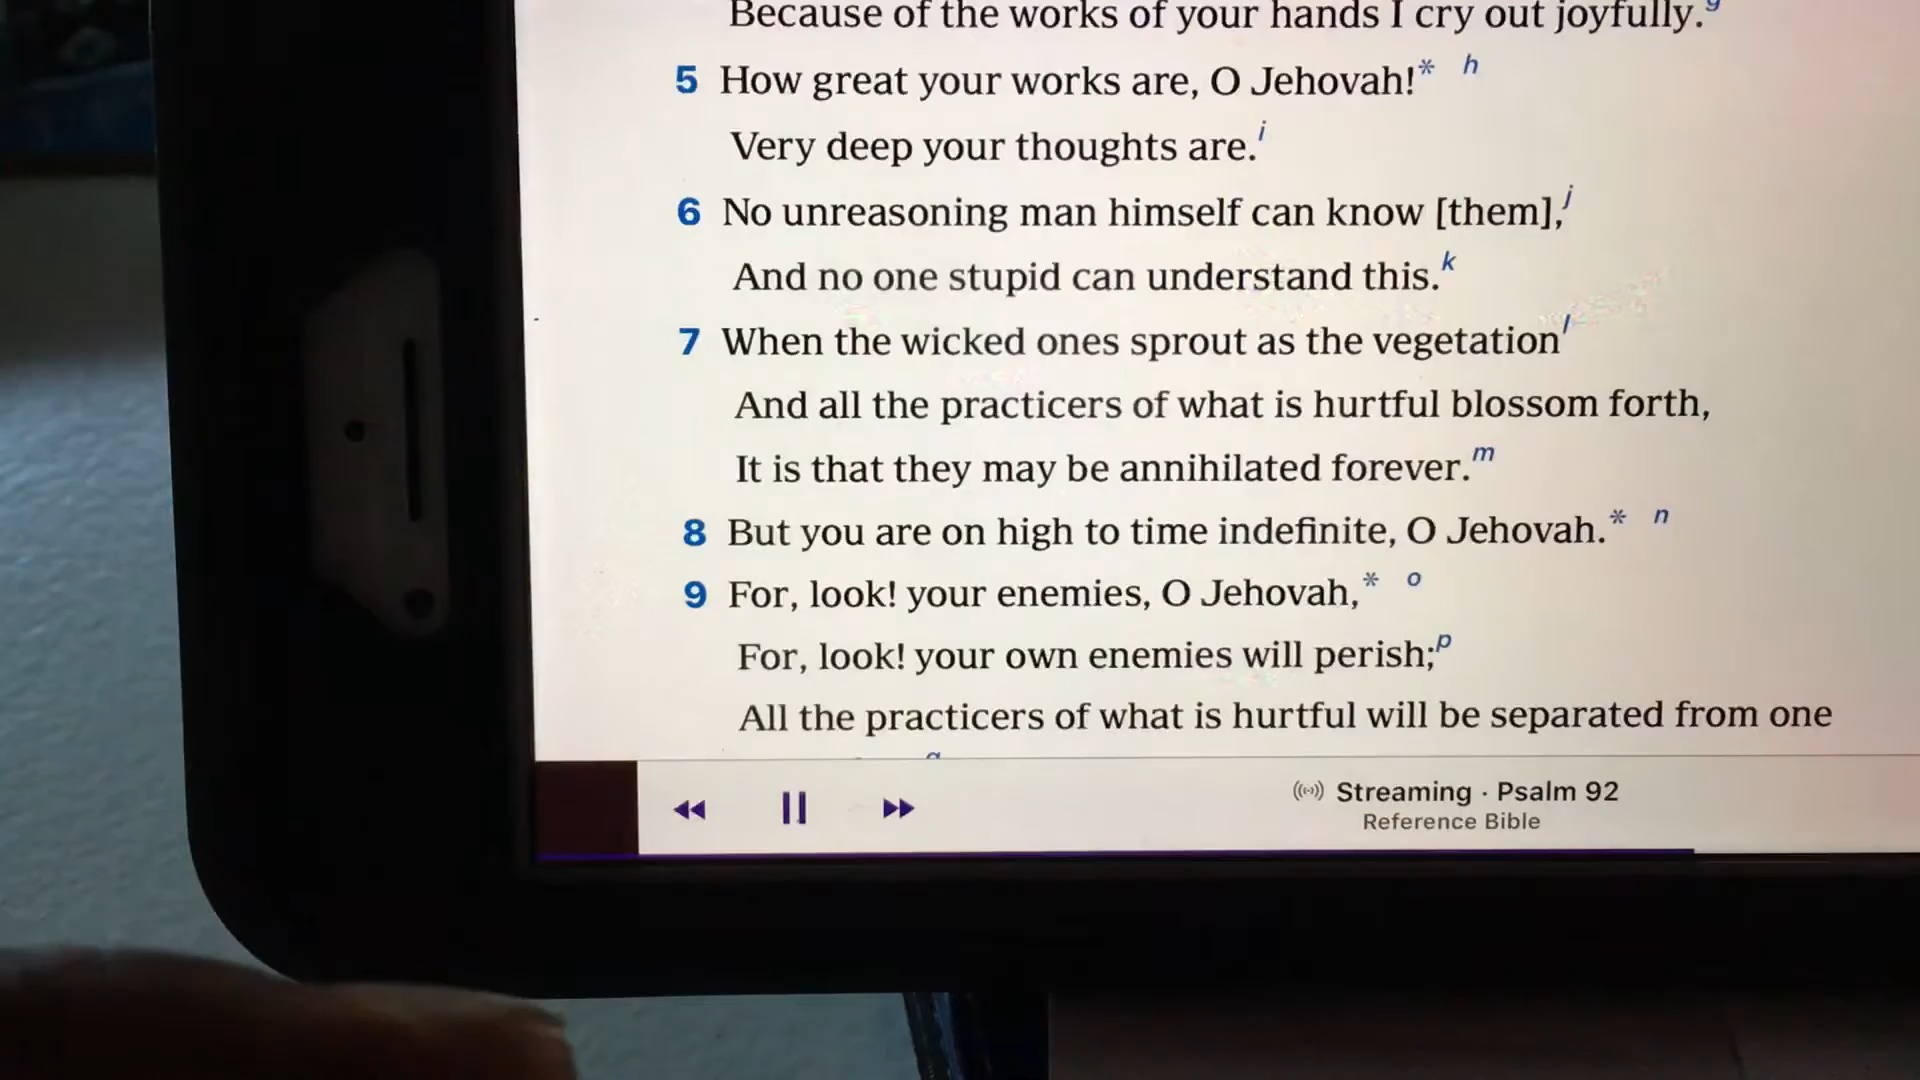 Because of the works of your hands I cry out joyfully.g
5 How great your works are, O Jehovah!* h
Very deep your thoughts are.i
6 No unreasoning man himself can know [them],j
And no one stupid can understand this.k
7 When the wicked ones sprout as the vegetationl
And all the practicers of what is hurtful blossom forth,
It is that they may be annihilated forever.m
8 But you are on high to time indefinite, O Jehovah.* n
9 For, look! your enemies, O Jehovah,* o
For, look! your own enemies will perish;p
All the practicers of what is hurtful will be separated from one
q
Streaming · Psalm 92
Reference Bible